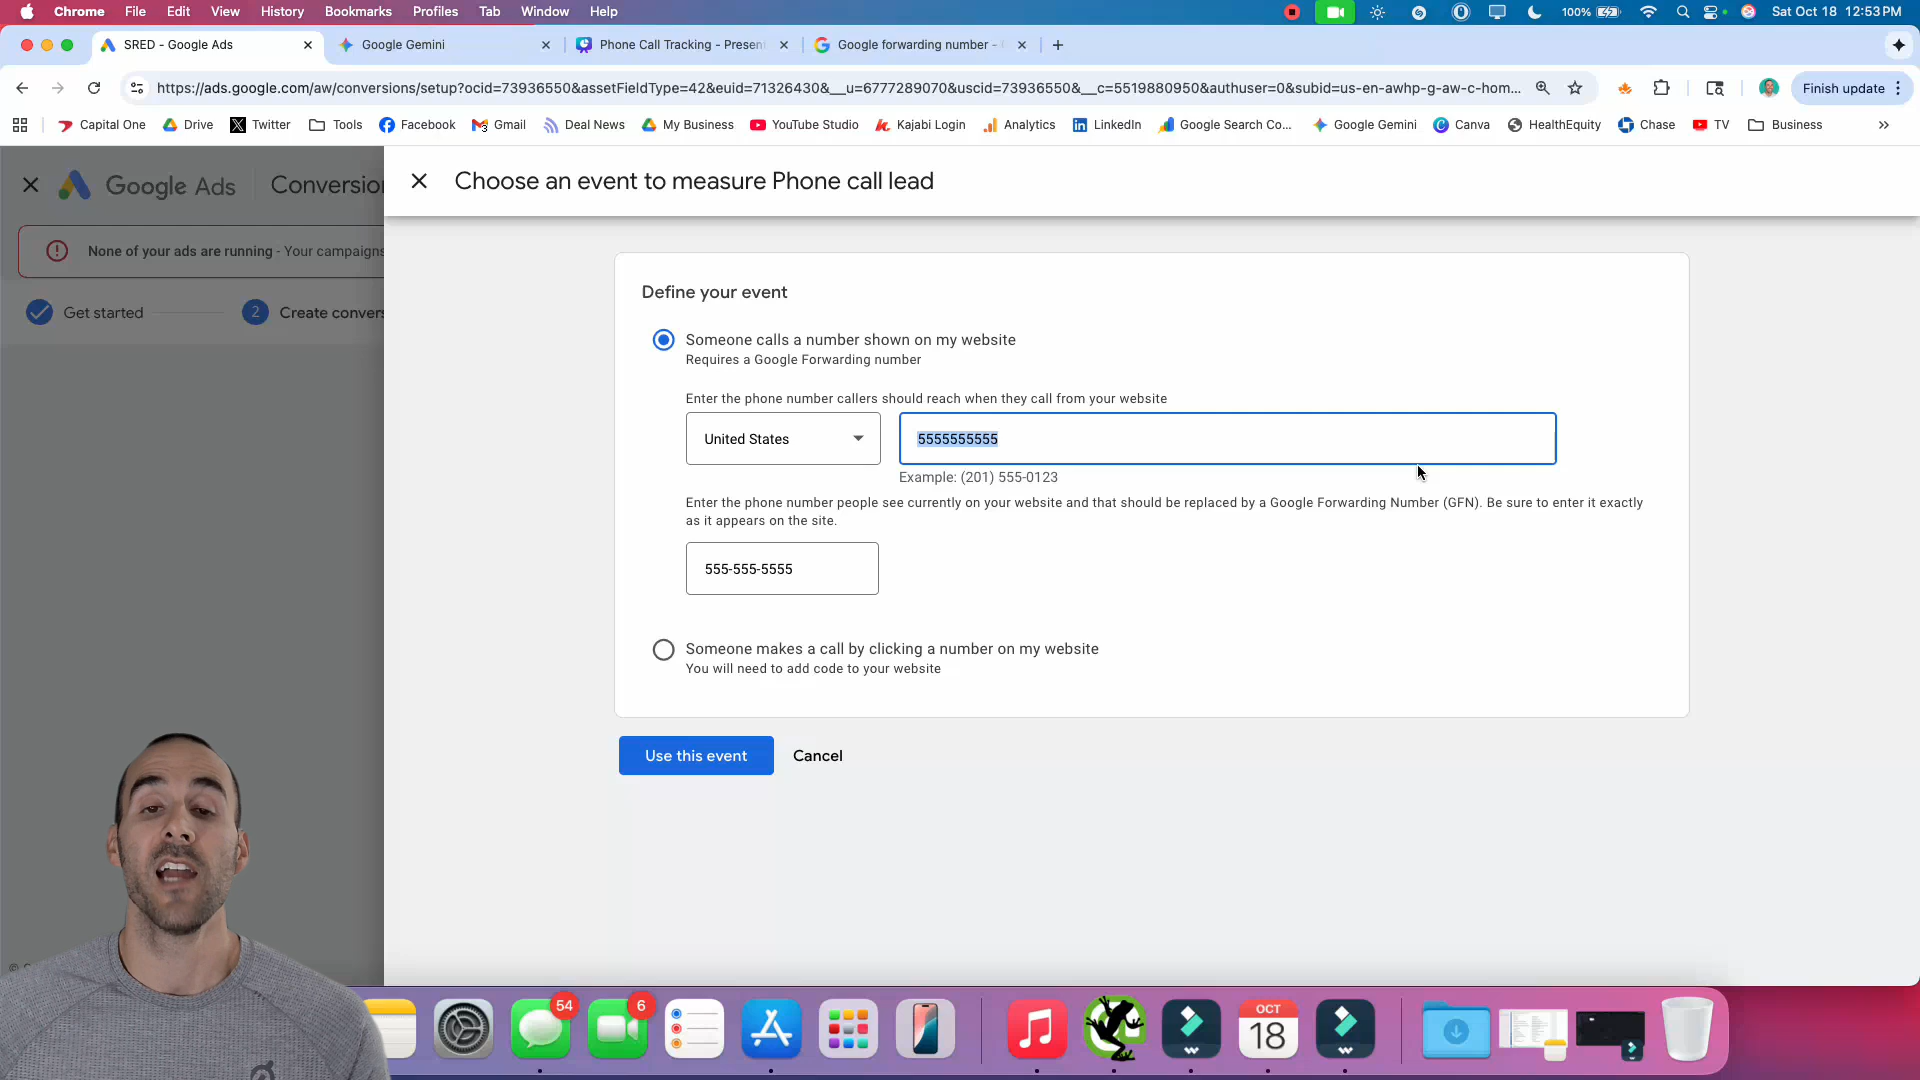 Chrome File Edit View History Bookmarks Profiles Tab Window Help 100% Sat Oct 18 12:53 PM
SRED - Google Ads Google Gemini Phone Call Tracking - Presen Google forwarding number -
https://ads.google.com/aw/conversions/setup?ocid=73936550&assetFieldType=42&euid=71326430&__u=6777289070&uscid=73936550&__c=5519880950&authuser=0&subid=us-en-awhp-g-aw-c-hom... Finish update
Capital One Drive Twitter Tools Facebook Gmail Deal News My Business YouTube Studio Kajabi Login Analytics LinkedIn Google Search Co... Google Gemini Canva HealthEquity Chase TV Business
Google Ads Conversion
Choose an event to measure Phone call lead
None of your ads are running - Your campaigns
Get started 2 Create convers
Define your event
Someone calls a number shown on my website
Requires a Google Forwarding number
Enter the phone number callers should reach when they call from your website
United States 5555555555
Example: (201) 555-0123
Enter the phone number people see currently on your website and that should be replaced by a Google Forwarding Number (GFN). Be sure to enter it exactly
as it appears on the site.
555-555-5555
Someone makes a call by clicking a number on my website
You will need to add code to your website
Use this event Cancel
54 6 OCT
18